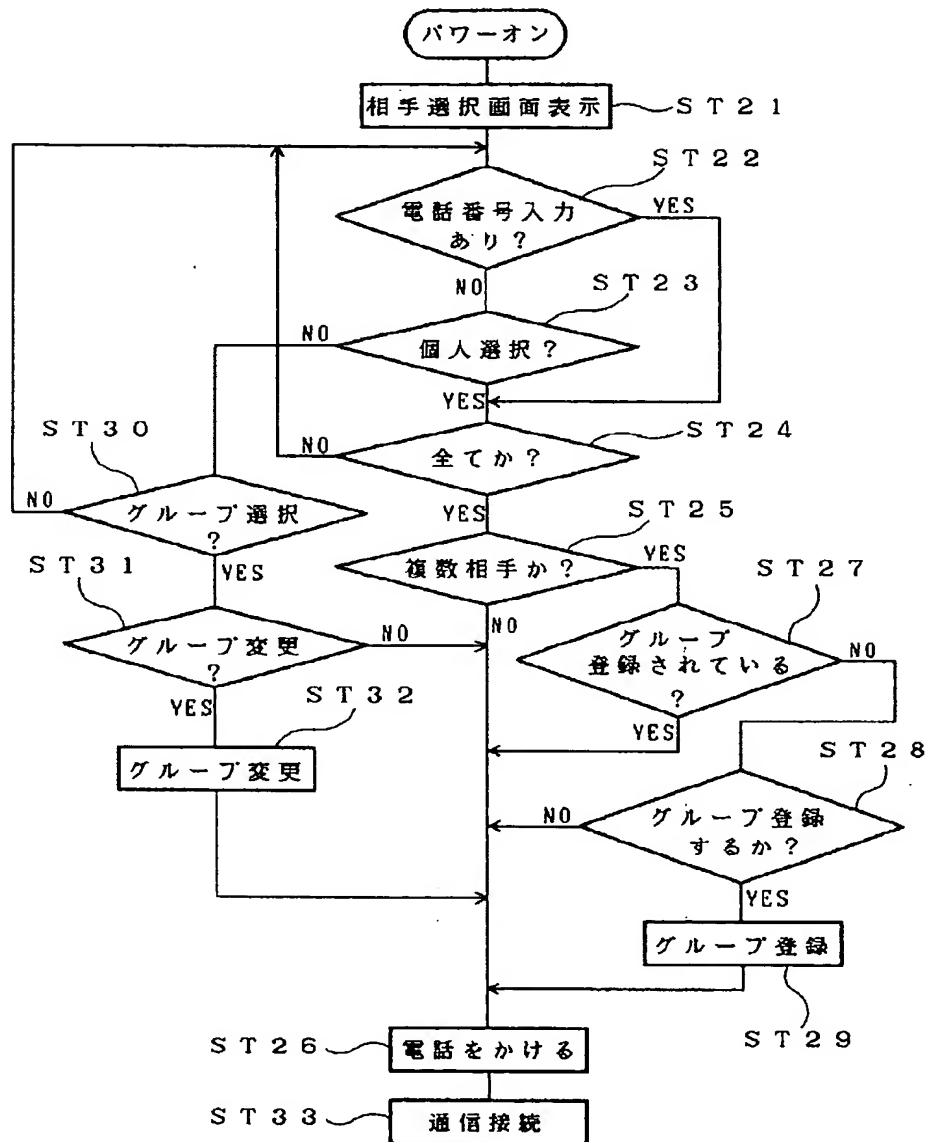 パワーオン
相手選択画面表示
ST21
ST22
電話番号入力
あり?
YES
NO
ST23
NO
個人選択?
YES
ST30
NO
ST24
全てか?
NO
グループ選択
?
YES
ST25
YES
複数相手か?
ST31
YES
ST27
NO
グループ変更
?
NO
グループ
登録されている
?
NO
YES
ST32
YES
ST28
グループ変更
NO
グループ登録
するか?
YES
グループ登録
ST26
電話をかける
ST29
ST33
通信接続